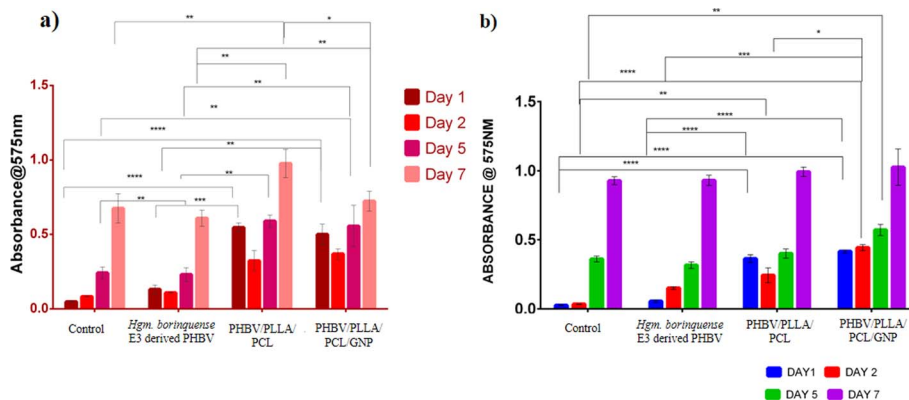 a)
**
*
**
**
**
**
****
**
****
**
**
***
Absorbance@575nm
1.5
1.0
0.5
0.0
Control
Hgm. borinquense
E3 derived PHBV
PHBV/PLLA/
PCL
PHBV/PLLA/
PCL/GNP
Day 1
Day 2
Day 5
Day 7
b)
**
*
***
****
**
****
****
****
****
ABSORBANCE @ 575NM
1.5
1.0
0.5
0.0
Control
Hgm. borinquense
E3 derived PHBV
PHBV/PLLA/
PCL
PHBV/PLLA/
PCL/GNP
DAY1
DAY 2
DAY 5
DAY 7